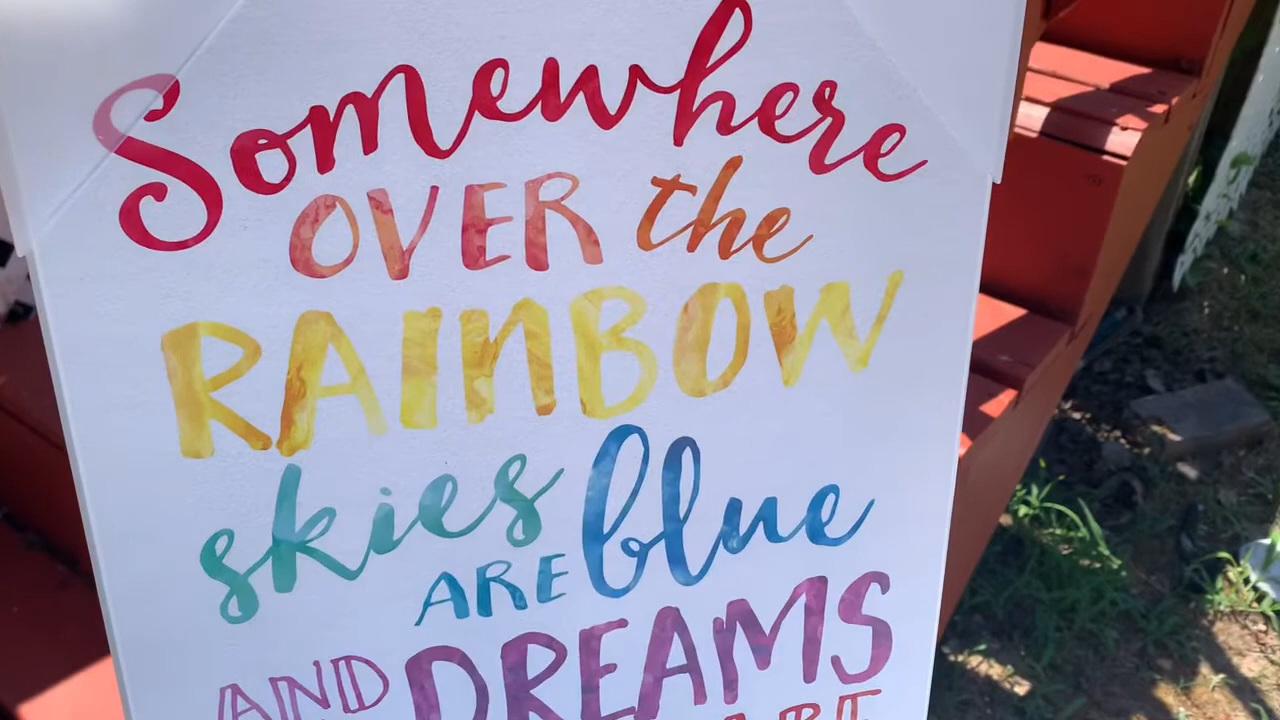 Somewhere
OVER the
RAINBOW
skies
ARE blue
AND DREAMS